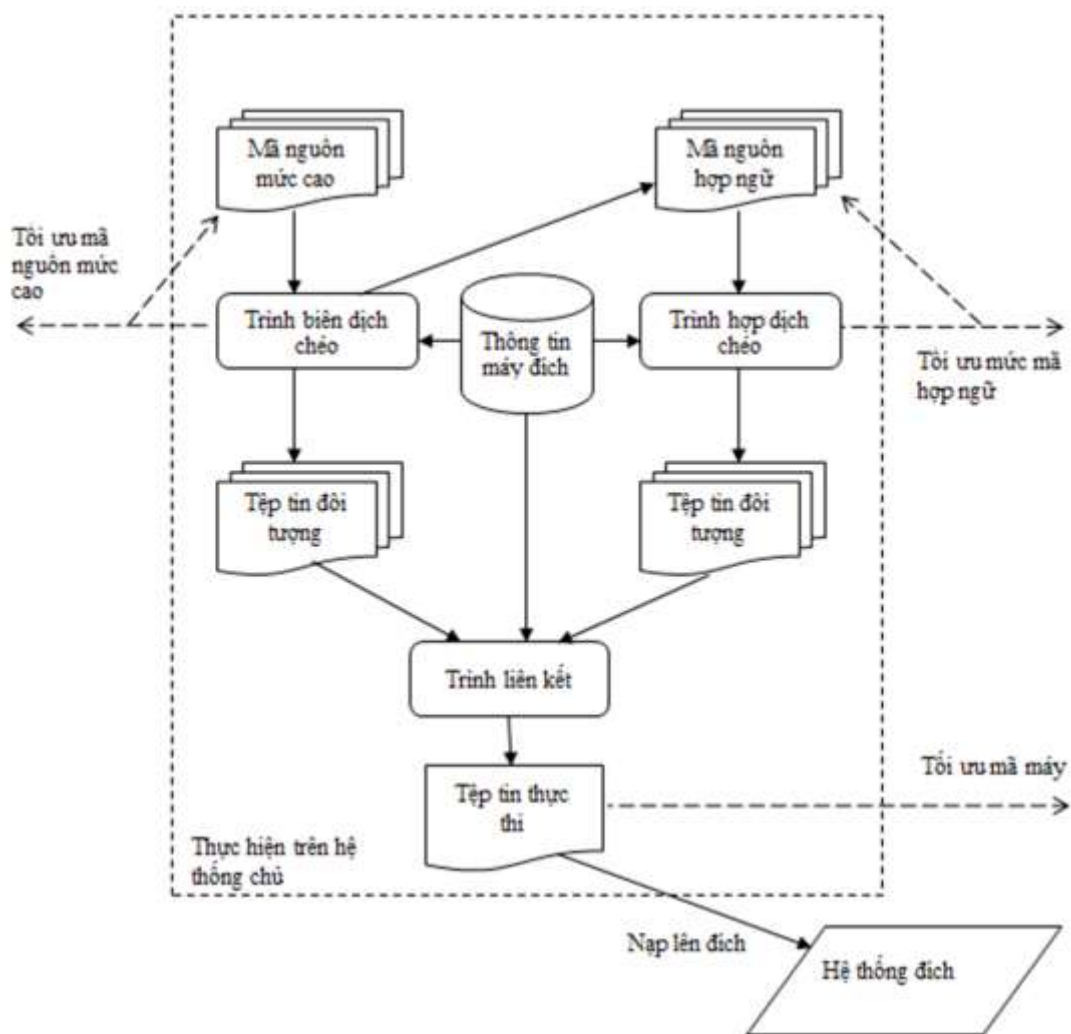 Mã nguồn
mức cao
Mã nguồn
hợp ngữ
Tối ưu mã
nguồn mức
cao
Trình biên dịch
chéo
Thông tin
máy đích
Trình hợp dịch
chéo
Tối ưu mức mã
hợp ngữ
Tệp tin đối
tượng
Tệp tin đối
tượng
Trình liên kết
Tệp tin thực
thi
Tối ưu mã máy
Thực hiện trên hệ
thống chủ
Nạp lên đích
Hệ thống đích